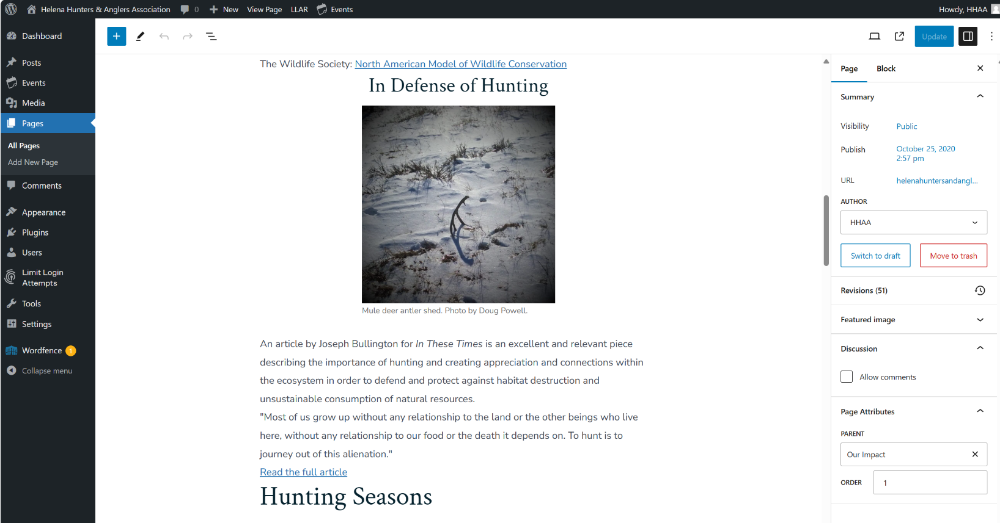 Helena Hunters & Anglers Association 0 New View Page LLAR Events Howdy, HHAA
Dashboard
Posts
Events
Media
Pages
All Pages
Add New Page
Comments
Appearance
Plugins
Users
Limit Login
Attempts
Tools
Settings
Wordfence 1
Collapse menu
Update
The Wildlife Society: North American Model of Wildlife Conservation
In Defense of Hunting
Mule deer antler shed. Photo by Doug Powell.
An article by Joseph Bullington for In These Times is an excellent and relevant piece
describing the importance of hunting and creating appreciation and connections within
the ecosystem in order to defend and protect against habitat destruction and
unsustainable consumption of natural resources.
"Most of us grow up without any relationship to the land or the other beings who live
here, without any relationship to our food or the death it depends on. To hunt is to
journey out of this alienation."
Read the full article
Hunting Seasons
Page Block
Summary
Visibility Public
Publish October 25, 2020
2:57 pm
URL helenahuntersandangl...
AUTHOR
HHAA
Switch to draft Move to trash
Revisions (51)
Featured image
Discussion
Allow comments
Page Attributes
PARENT
Our Impact
ORDER 1